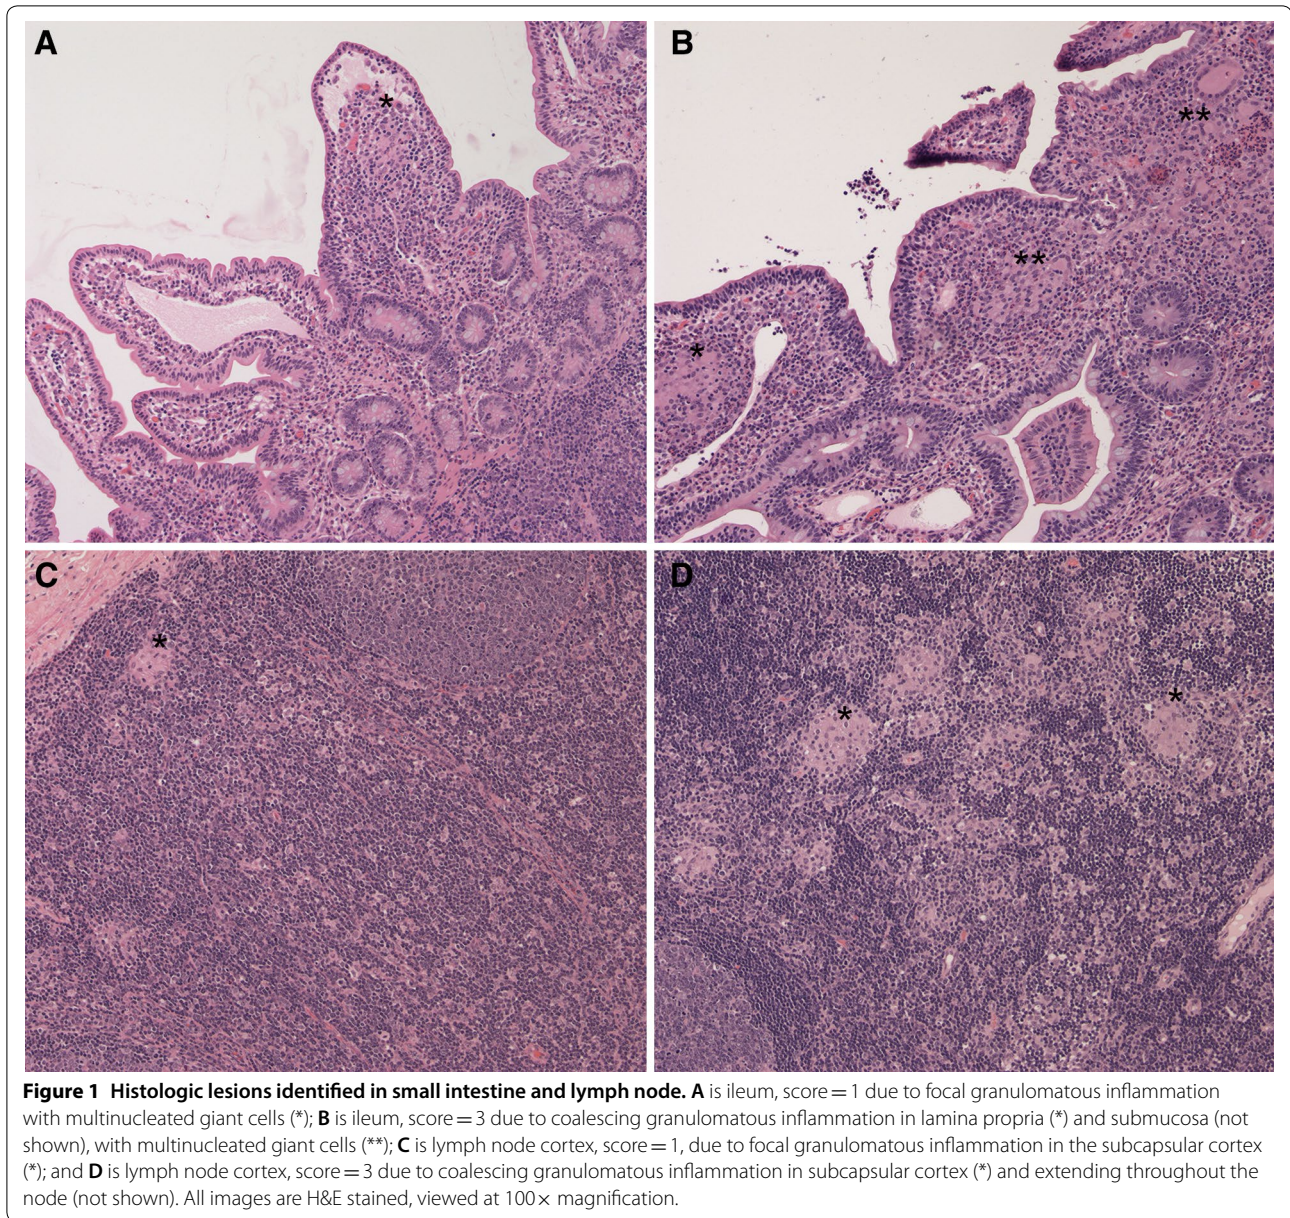 A
*
B
**
**
*
C
*
D
*
*
Figure 1 Histologic lesions identified in small intestine and lymph node. A is ileum, score = 1 due to focal granulomatous inflammation
with multinucleated giant cells (*); B is ileum, score = 3 due to coalescing granulomatous inflammation in lamina propria (*) and submucosa (not
shown), with multinucleated giant cells (**); C is lymph node cortex, score = 1, due to focal granulomatous inflammation in the subcapsular cortex
(*); and D is lymph node cortex, score = 3 due to coalescing granulomatous inflammation in subcapsular cortex (*) and extending throughout the
node (not shown). All images are H&E stained, viewed at 100× magnification.